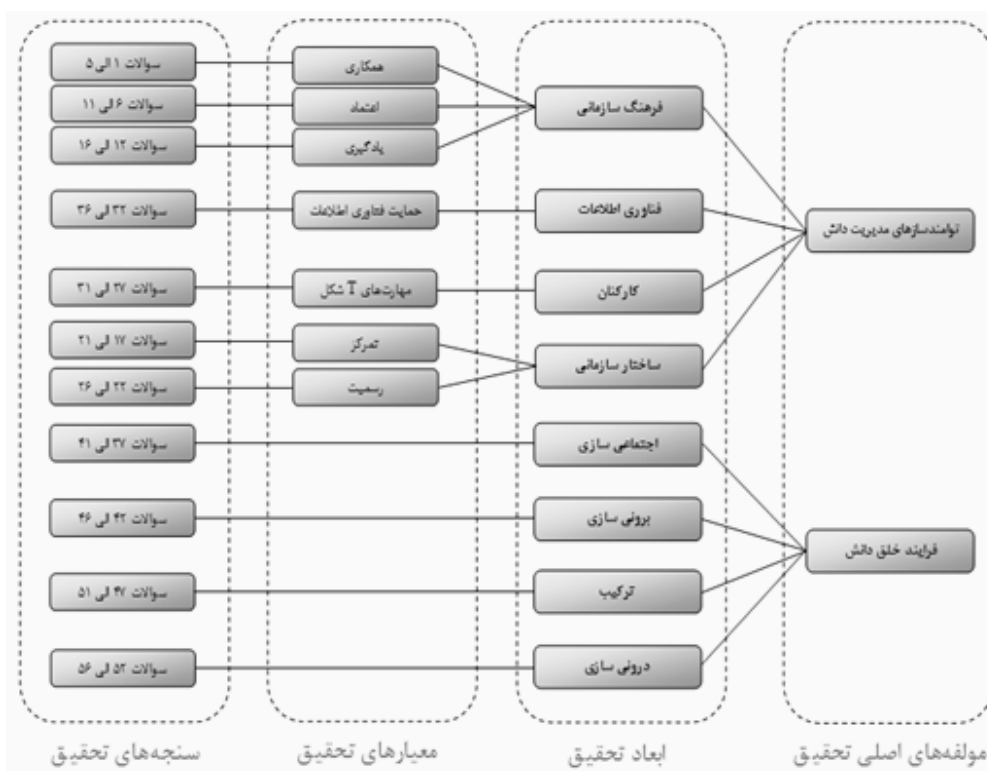 توانمندسازهای مدیریت دانش
فرایند خلق دانش
مولفه‌های اصلی تحقیق
فرهنگ سازمانی
فناوری اطلاعات
کارکنان
ساختار سازمانی
اجتماعی سازی
برونی سازی
ترکیب
درونی سازی
ابعاد تحقیق
همکاری
اعتماد
یادگیری
حمایت فناوری اطلاعات
مهارت‌های T شکل
تمرکز
رسمیت
معیارهای تحقیق
سوالات ۱ الی ۵
سوالات ۶ الی ۱۱
سوالات ۱۲ الی ۱۶
سوالات ۳۲ الی ۳۶
سوالات ۲۷ الی ۳۱
سوالات ۱۷ الی ۲۱
سوالات ۲۲ الی ۲۶
سوالات ۳۷ الی ۴۱
سوالات ۴۲ الی ۴۶
سوالات ۴۷ الی ۵۱
سوالات ۵۲ الی ۵۶
سنجه‌های تحقیق